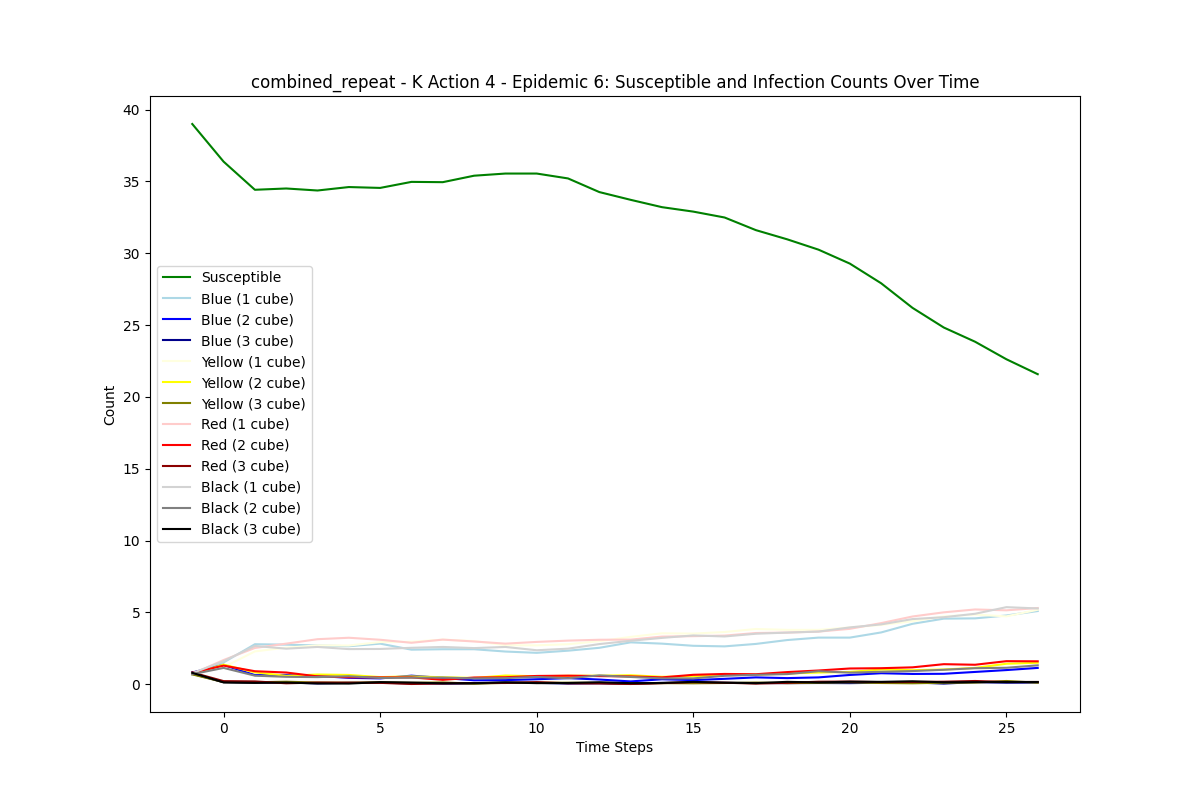 combined_repeat - K Action 4 - Epidemic 6: Susceptible and Infection Counts Over Time
40
35
30
25
20
15
10
5
0
Count
Susceptible
Blue (1 cube)
Blue (2 cube)
Blue (3 cube)
Yellow (1 cube)
Yellow (2 cube)
Yellow (3 cube)
Red (1 cube)
Red (2 cube)
Red (3 cube)
Black (1 cube)
Black (2 cube)
Black (3 cube)
0 5 10 15 20 25
Time Steps